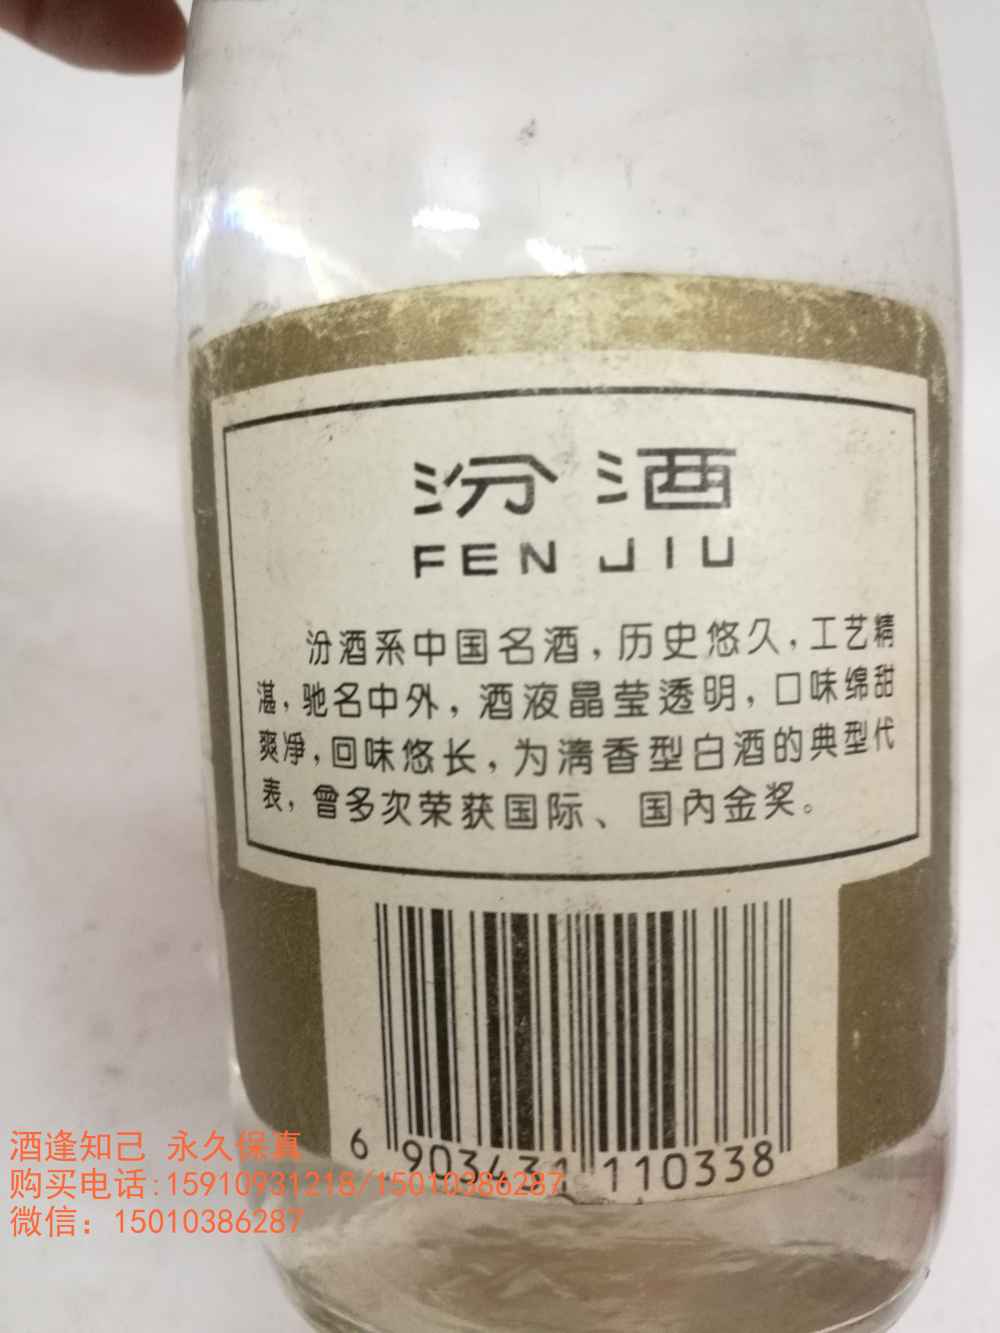 汾酒
FEN JIU
汾酒系中国名酒，历史悠久，工艺精
湛，驰名中外，酒液晶莹透明，口味绵甜
爽净，回味悠长，为清香型白酒的典型代
表，曾多次荣获国际、国内金奖。
6 903431 110338
酒逢知己 永久保真
购买电话:15910931218/15010386287
微信：15010386287